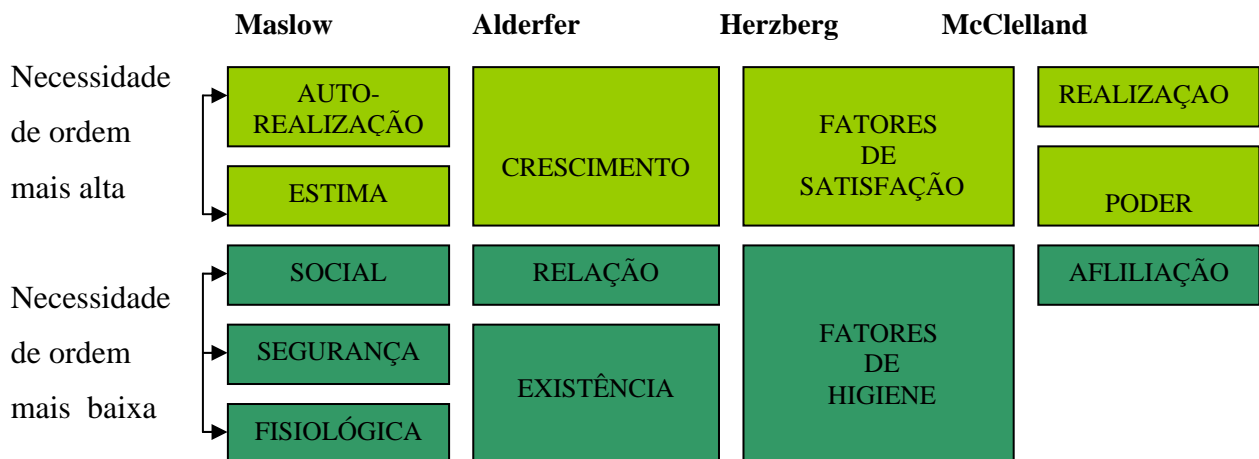 Maslow Alderfer Herzberg McClelland
Necessidade
de ordem
mais alta
AUTO-
REALIZAÇÃO
ESTIMA
CRESCIMENTO
FATORES
DE
SATISFAÇÃO
REALIZAÇAO
PODER
Necessidade
de ordem
mais baixa
SOCIAL
SEGURANÇA
FISIOLÓGICA
RELAÇÃO
EXISTÊNCIA
FATORES
DE
HIGIENE
AFLILIAÇÃO